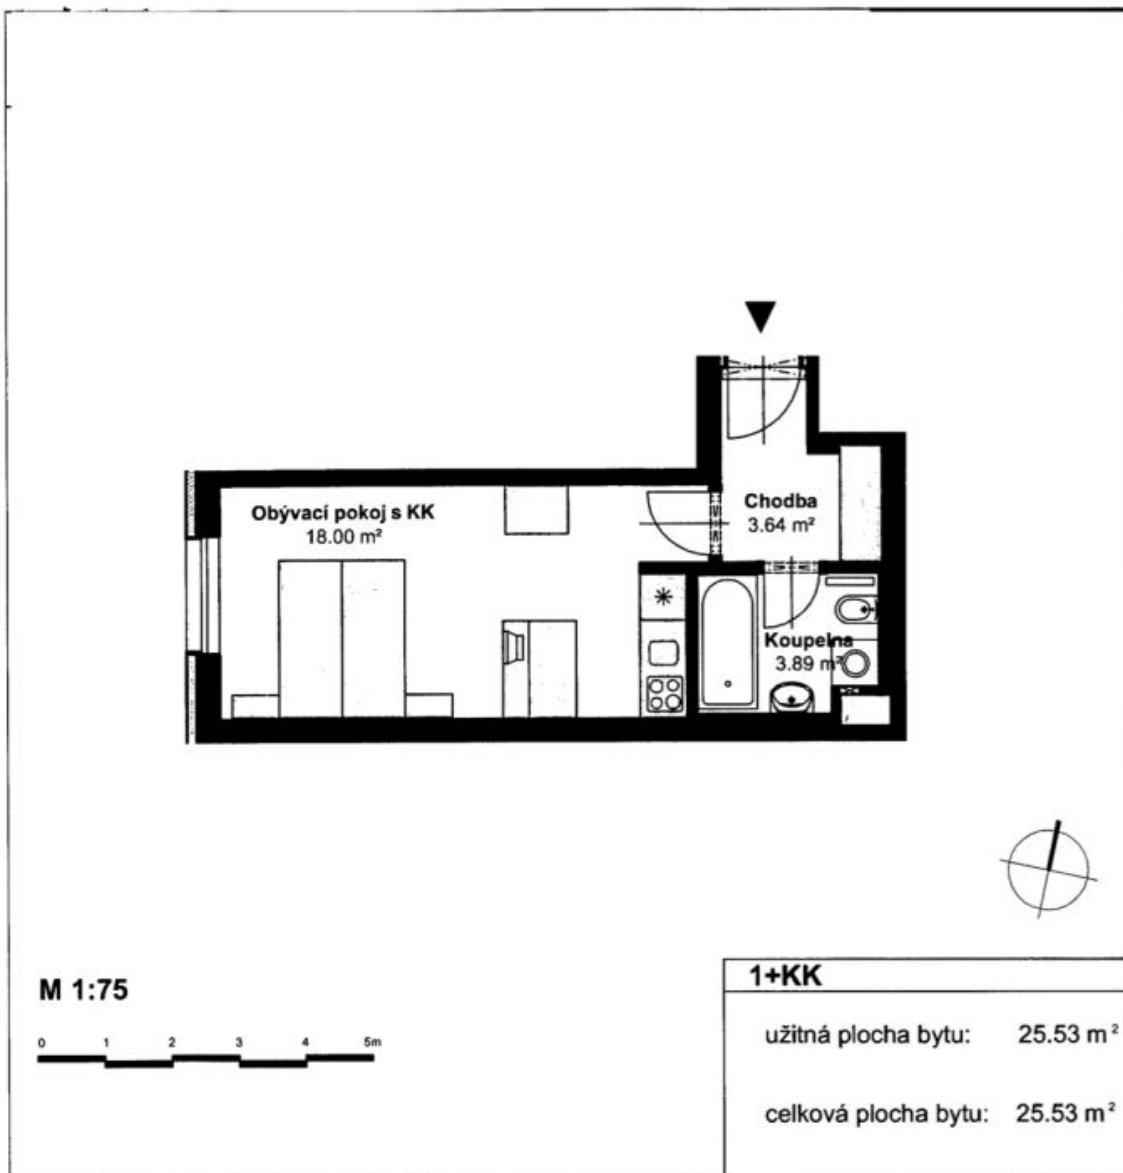 Obývací pokoj s KK
18.00 m²
Chodba
3.64 m²
Koupelna
3.89 m²
M 1:75
0 1 2 3 4 5m
1+KK
užitná plocha bytu: 25.53 m²
celková plocha bytu: 25.53 m²